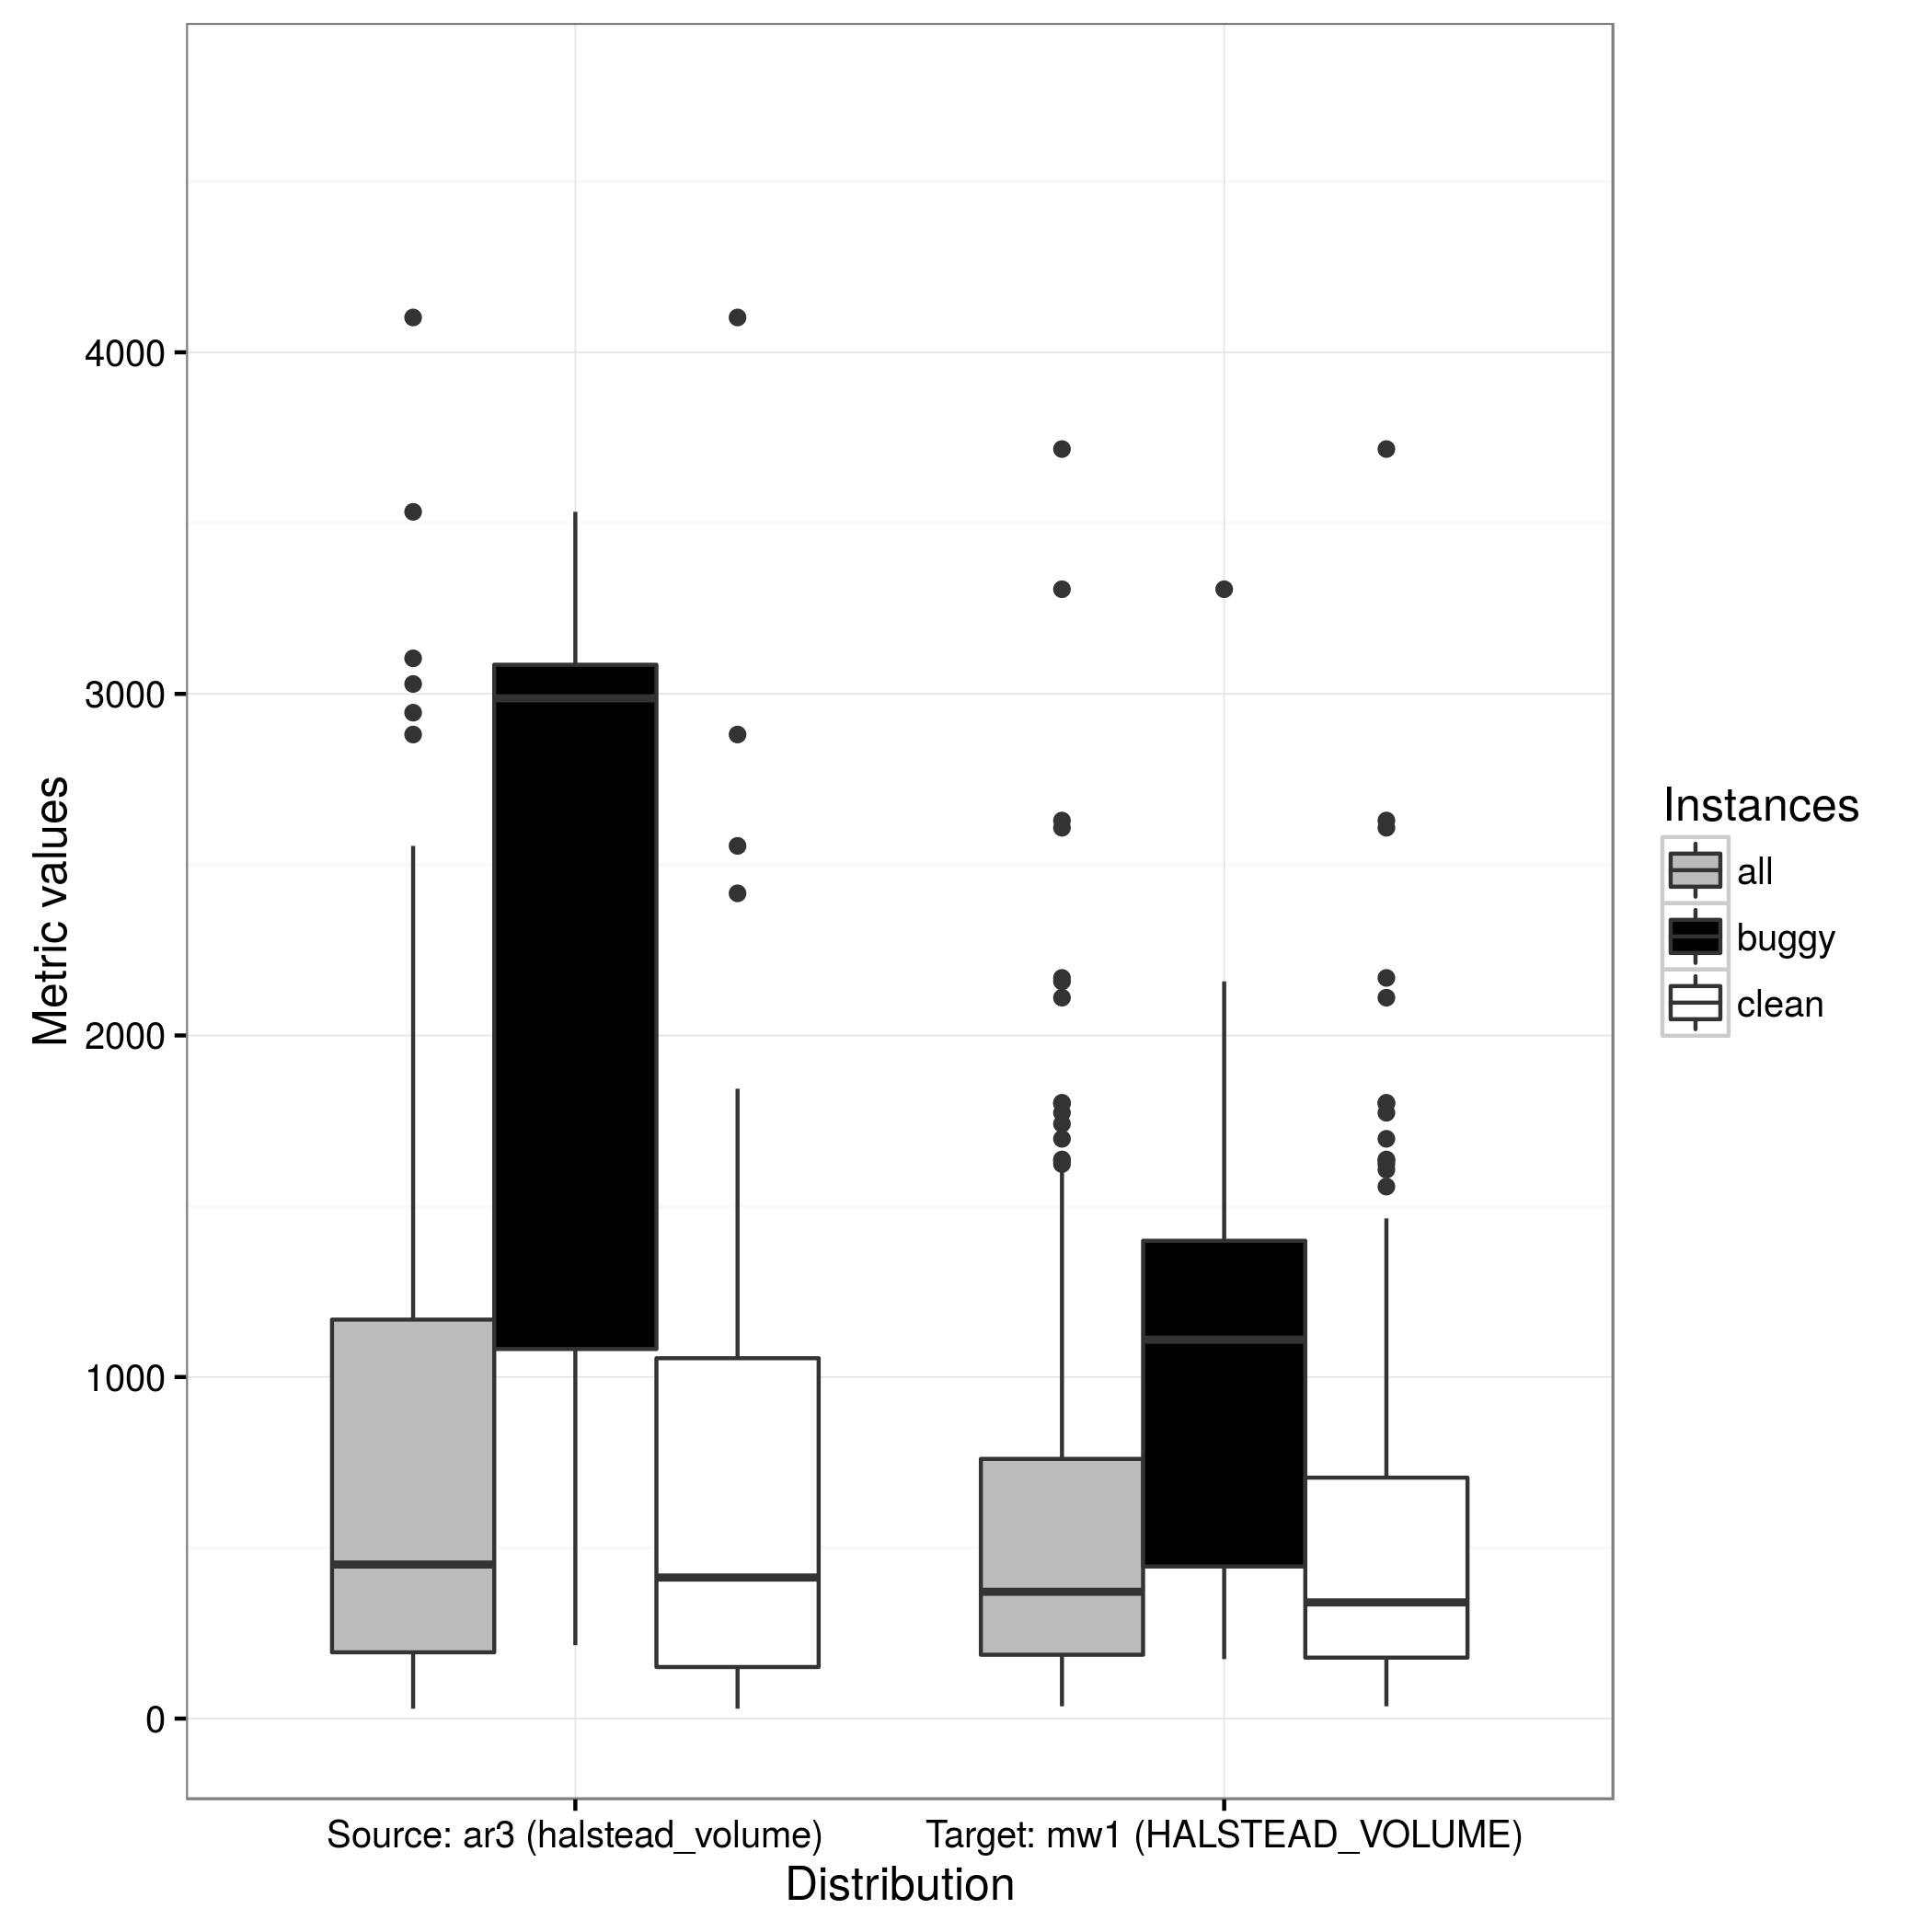 Metric values
4000
3000
2000
1000
0
Source: ar3 (halstead_volume)
Target: mw1 (HALSTEAD_VOLUME)
Distribution
Instances
all
buggy
clean